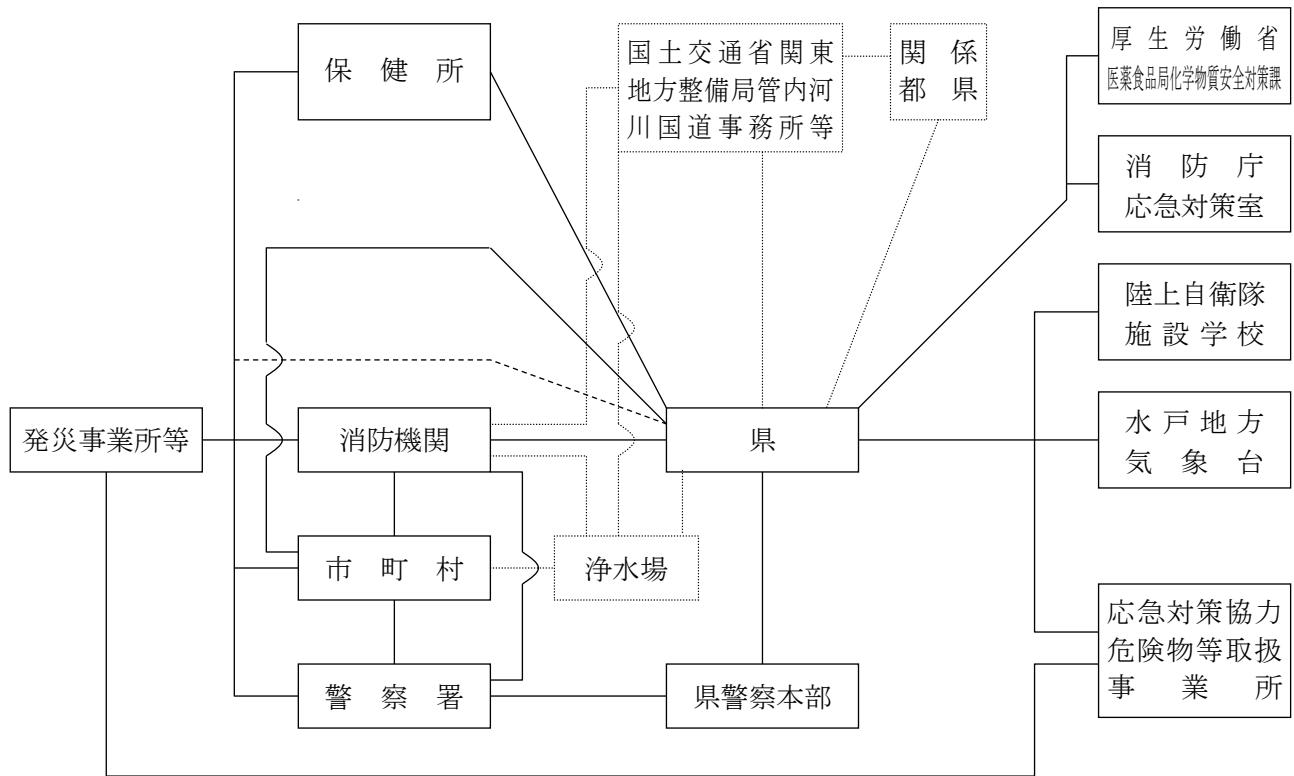 保健所
国土交通省関東
地方整備局管内河
川国道事務所等
関係
都県
厚生労働省
医薬食品局化学物質安全対策課
消防庁
応急対策室
陸上自衛隊
施設学校
発災事業所等
消防機関
県
水戸地方
気象台
市町村
浄水場
応急対策協力
危険物等取扱
事業所
警察署
県警察本部